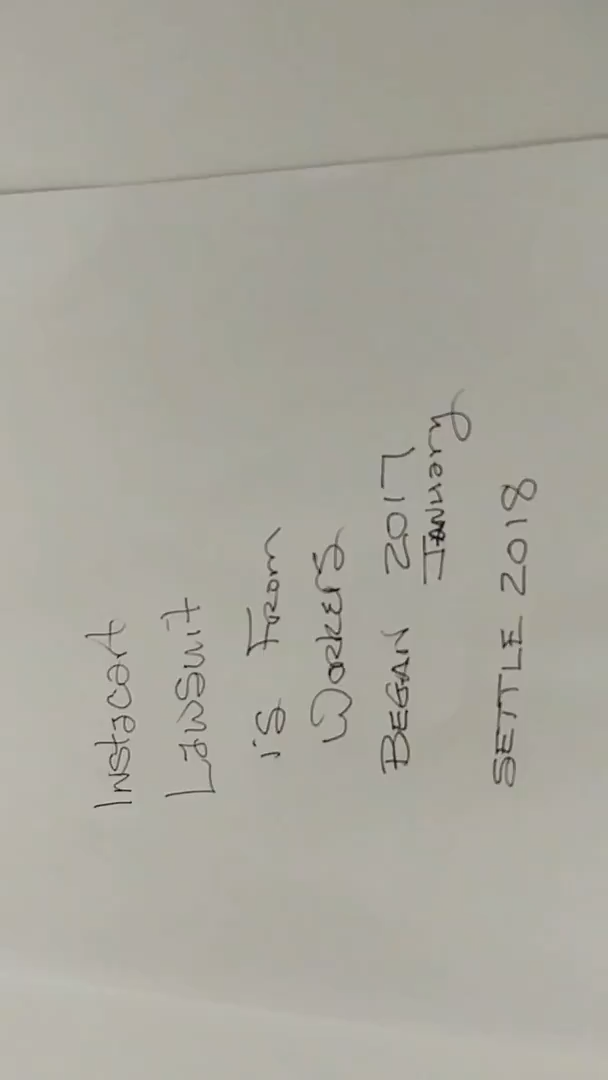 Instacart
Lawsuit
is From
Workers
BEGAN 2017
January
SETTLE 2018